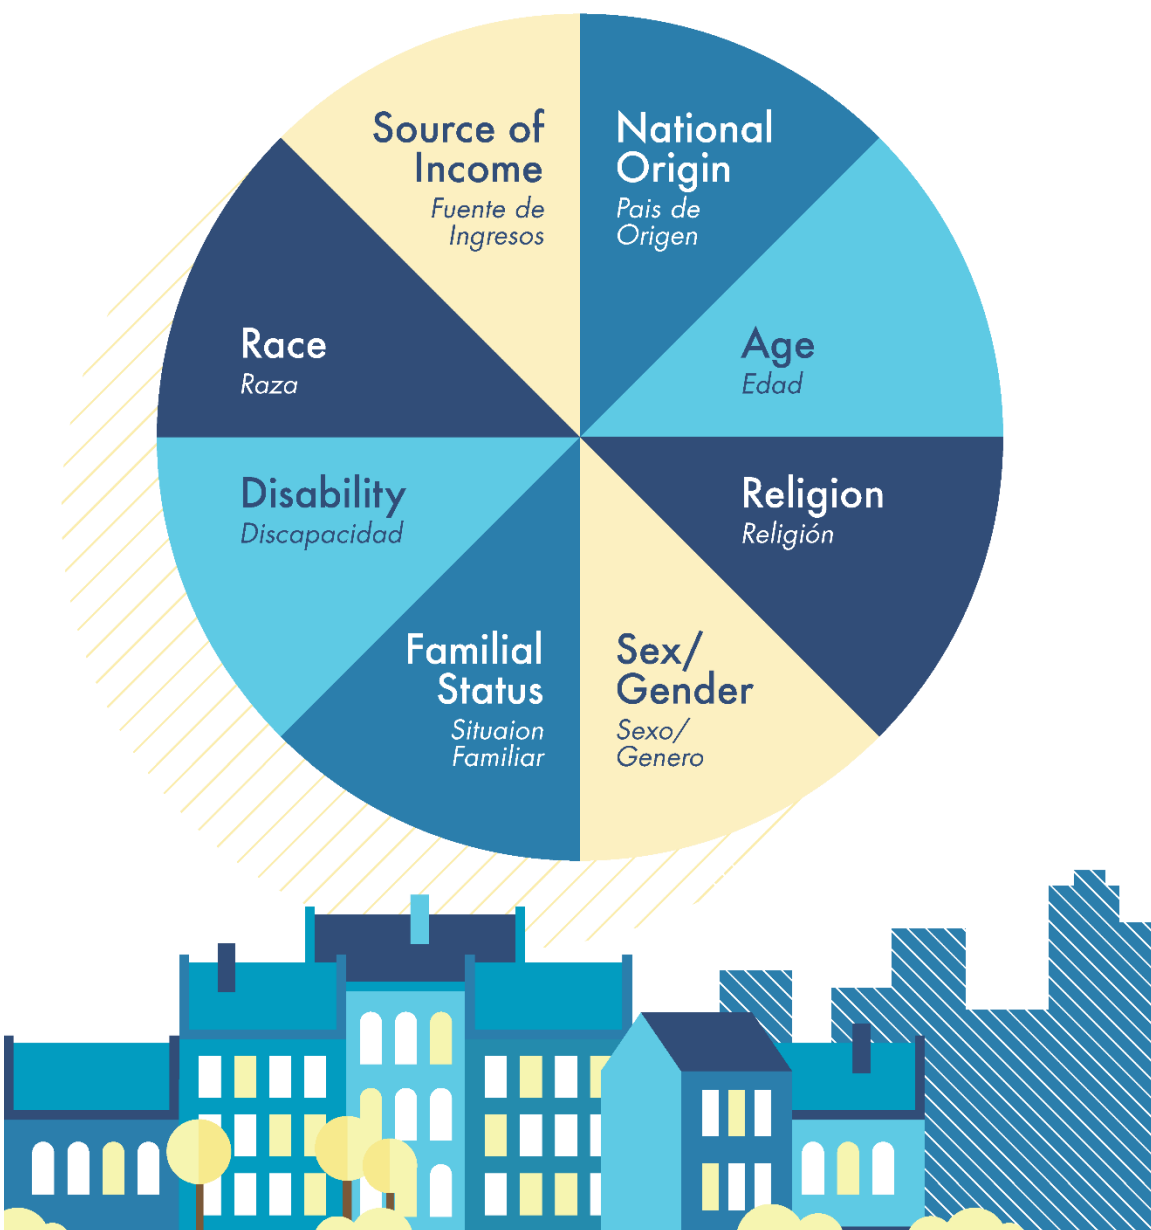 Source of
Income
Fuente de
Ingresos
National
Origin
Pais de
Origen
Race
Raza
Age
Edad
Disability
Discapacidad
Religion
Religión
Familial
Status
Situaion
Familiar
Sex/
Gender
Sexo/
Genero